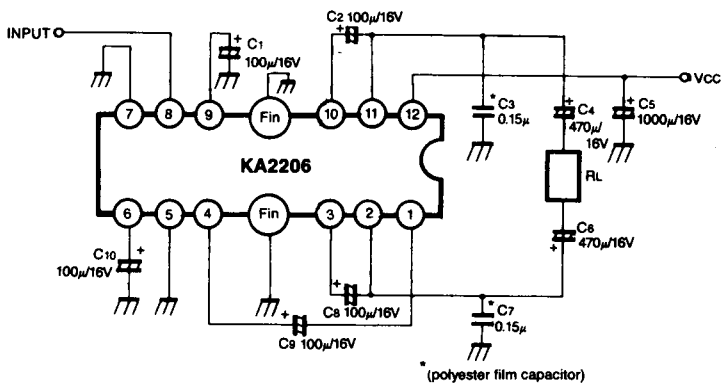 INPUT
C1
100μ/16V
C2 100μ/16V
VCC
*
C3
0.15μ
C4
470μ/
16V
C5
1000μ/16V
7
8
9
Fin
10
11
12
KA2206
RL
6
5
4
Fin
3
2
1
C6
470μ/16V
C10
100μ/16V
C8 100μ/16V
*
C7
0.15μ
C9 100μ/16V
*(polyester film capacitor)